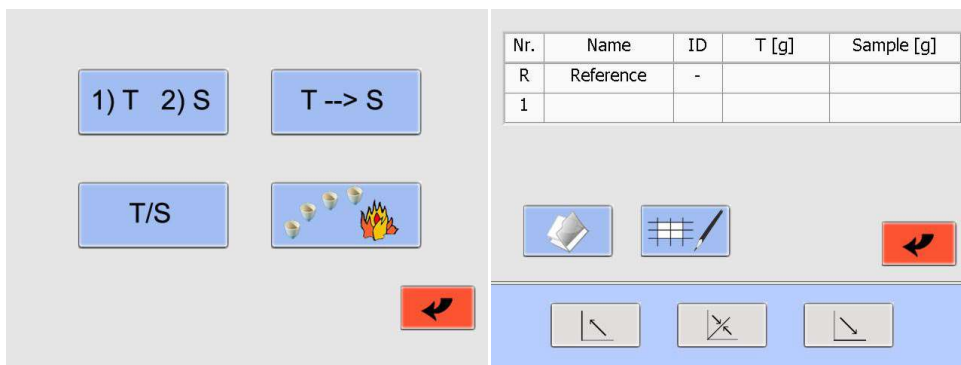 1) T 2) S
T --> S
T/S
Nr. Name ID T [g] Sample [g]
R Reference -
1